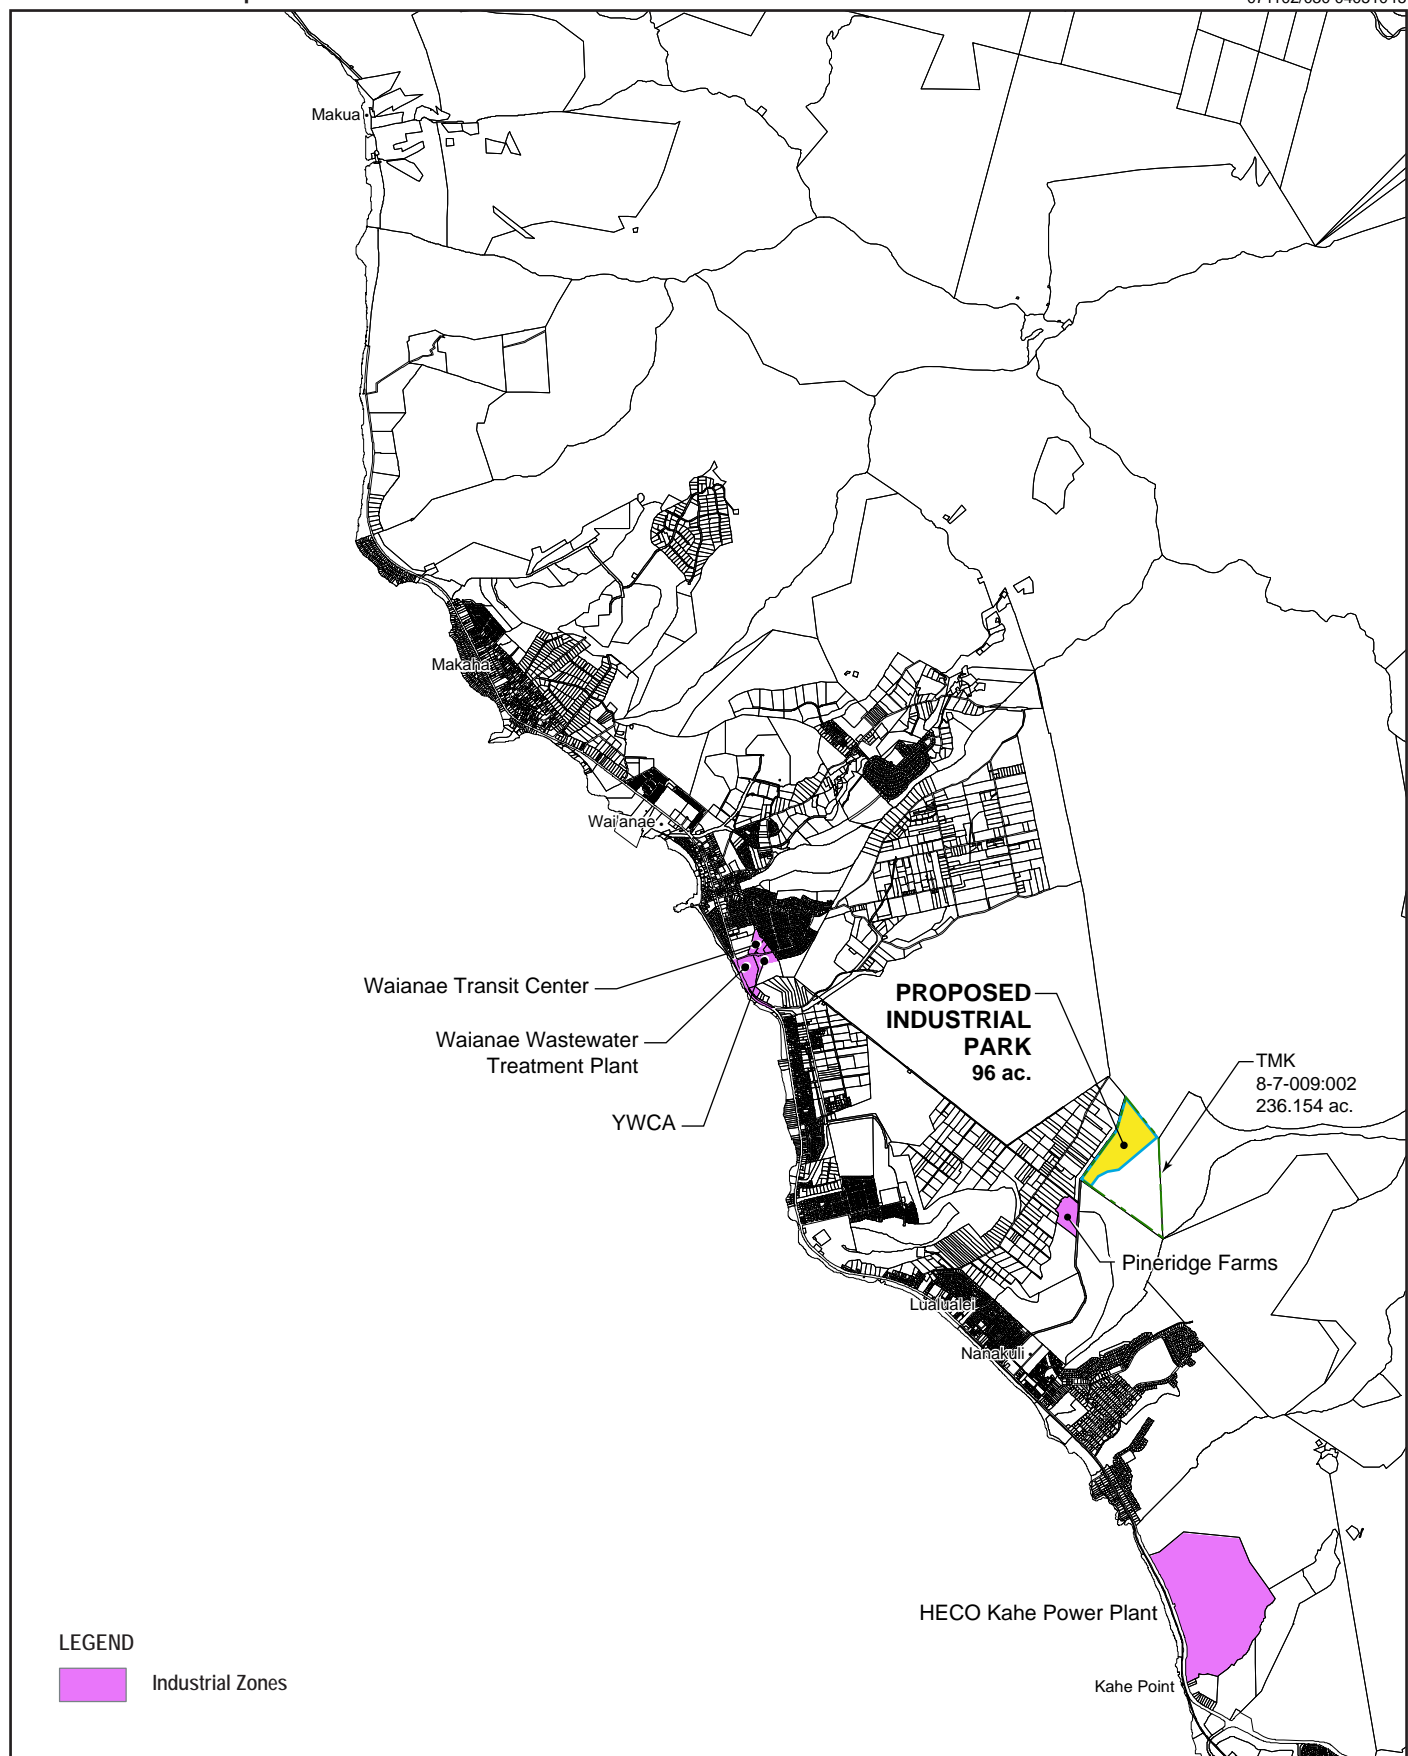 Makua
Makaha
Wai'anae
Waianae Transit Center
Waianae Wastewater
Treatment Plant
YWCA
PROPOSED
INDUSTRIAL
PARK
96 ac.
TMK
8-7-009:002
236.154 ac.
Pineridge Farms
Lualualei
Nanakuli
HECO Kahe Power Plant
Kahe Point
LEGEND
Industrial Zones